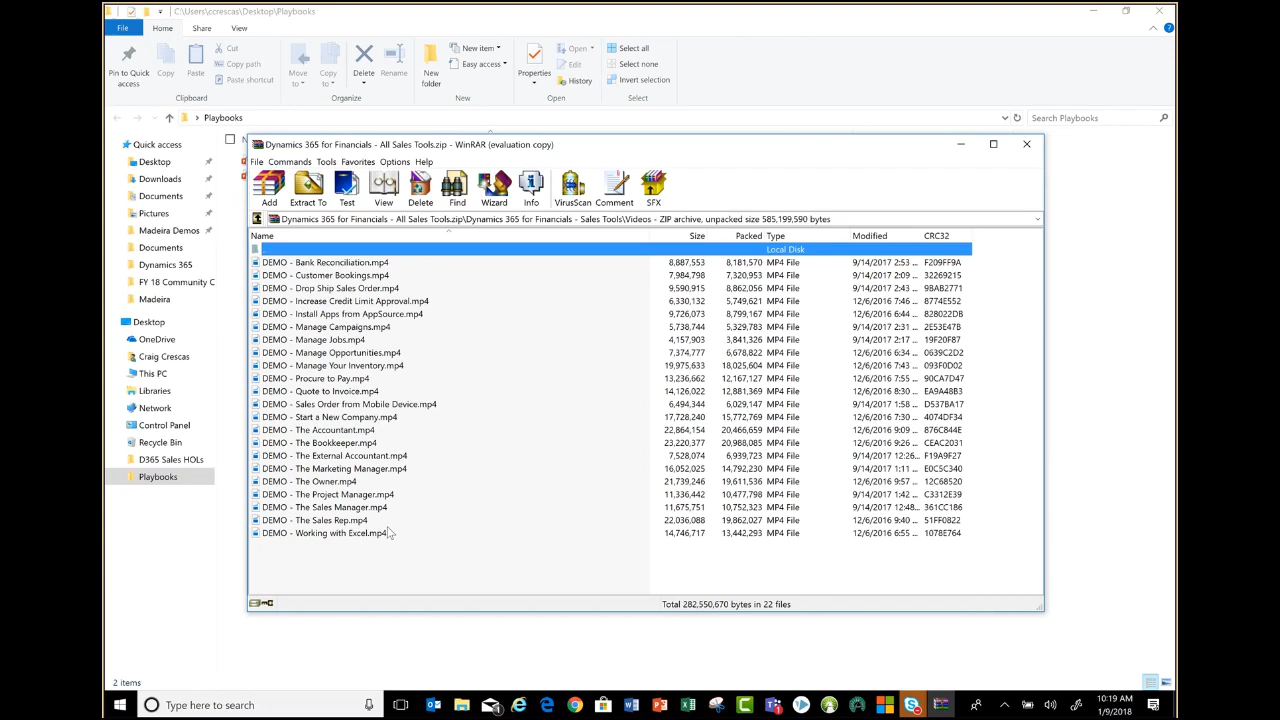 C:\Users\ccrescas\Desktop\Playbooks
File Home Share View
Pin to Quick access
Copy
Paste
Cut
Copy path
Paste shortcut
Clipboard
Move to
Copy to
Delete
Rename
Organize
New folder
New item
Easy access
New
Properties
Open
Edit
History
Open
Select all
Select none
Invert selection
Select
Playbooks
Search Playbooks
Quick access
Desktop
Downloads
Documents
Pictures
Madeira Demos
Documents
Dynamics 365
FY 18 Community C
Madeira
Desktop
OneDrive
Craig Crescas
This PC
Libraries
Network
Control Panel
Recycle Bin
D365 Sales HOLs
Playbooks
Dynamics 365 for Financials - All Sales Tools.zip - WinRAR (evaluation copy)
File Commands Tools Favorites Options Help
Add Extract To Test View Delete Find Wizard Info VirusScan Comment SFX
Dynamics 365 for Financials - All Sales Tools.zip\Dynamics 365 for Financials - Sales Tools\Videos - ZIP archive, unpacked size 585,199,590 bytes
Name Size Packed Type Modified CRC32
Local Disk
DEMO - Bank Reconciliation.mp4 8,887,553 8,181,570 MP4 File 9/14/2017 2:53 ... F209FF9A
DEMO - Customer Bookings.mp4 7,984,798 7,320,953 MP4 File 9/14/2017 2:09 ... 32269215
DEMO - Drop Ship Sales Order.mp4 9,590,915 8,862,056 MP4 File 9/14/2017 2:43 ... 9BAB2771
DEMO - Increase Credit Limit Approval.mp4 6,330,132 5,749,621 MP4 File 12/6/2016 7:46 ... 8774E552
DEMO - Install Apps from AppSource.mp4 9,726,073 8,799,167 MP4 File 12/6/2016 6:44 ... 828022DB
DEMO - Manage Campaigns.mp4 5,738,744 5,329,783 MP4 File 9/14/2017 2:31 ... 2E53E47B
DEMO - Manage Jobs.mp4 4,157,903 3,841,326 MP4 File 9/14/2017 2:17 ... 19F20F87
DEMO - Manage Opportunities.mp4 7,374,777 6,678,822 MP4 File 12/6/2016 6:34 ... 0639C2D2
DEMO - Manage Your Inventory.mp4 19,975,633 18,025,604 MP4 File 12/6/2016 7:43 ... 093F0D02
DEMO - Procure to Pay.mp4 13,236,662 12,167,127 MP4 File 12/6/2016 7:55 ... 90CA7D47
DEMO - Quote to Invoice.mp4 14,126,022 12,881,369 MP4 File 12/6/2016 8:30 ... EA9A48B3
DEMO - Sales Order from Mobile Device.mp4 6,494,344 6,029,147 MP4 File 9/14/2017 1:58 ... D537BA17
DEMO - Start a New Company.mp4 17,728,240 15,772,769 MP4 File 12/6/2016 7:30 ... 4074DF34
DEMO - The Accountant.mp4 22,864,154 20,466,659 MP4 File 12/6/2016 9:09 ... 876C844E
DEMO - The Bookkeeper.mp4 23,220,377 20,988,085 MP4 File 12/6/2016 9:26 ... CEAC2031
DEMO - The External Accountant.mp4 7,528,074 6,939,723 MP4 File 9/14/2017 12:26... F19A9F27
DEMO - The Marketing Manager.mp4 16,052,025 14,792,230 MP4 File 9/14/2017 1:11 ... E0C5C340
DEMO - The Owner.mp4 21,739,246 19,611,536 MP4 File 12/6/2016 9:51 ... 12C68520
DEMO - The Project Manager.mp4 11,336,442 10,477,798 MP4 File 9/14/2017 1:42 ... C3312E39
DEMO - The Sales Manager.mp4 11,675,751 10,752,323 MP4 File 9/14/2017 12:48... 361CC186
DEMO - The Sales Rep.mp4 22,036,088 19,862,027 MP4 File 12/6/2016 9:40 ... 51FF0822
DEMO - Working with Excel.mp4 14,746,717 13,442,293 MP4 File 12/6/2016 6:55 ... 1078E764
Total 282,550,670 bytes in 22 files
2 items
Type here to search
10:19 AM
1/9/2018